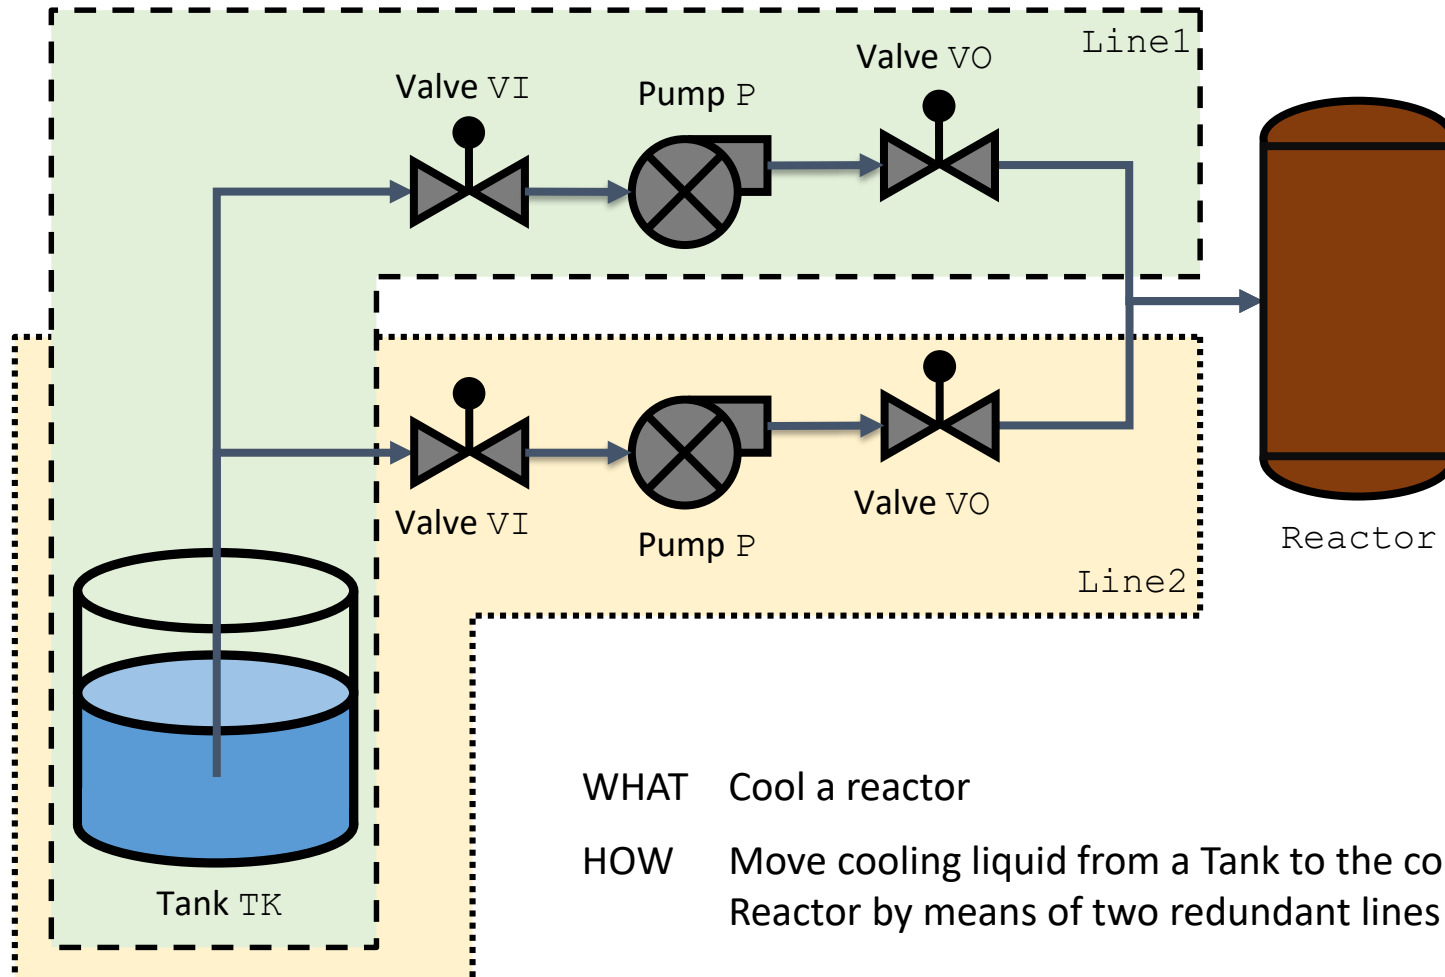 Line1
Valve VO
Valve VI
Pump P
Valve VI
Pump P
Valve VO
Line2
Reactor
Tank TK
WHAT Cool a reactor
HOW Move cooling liquid from a Tank to the
Reactor by means of two redundant lines